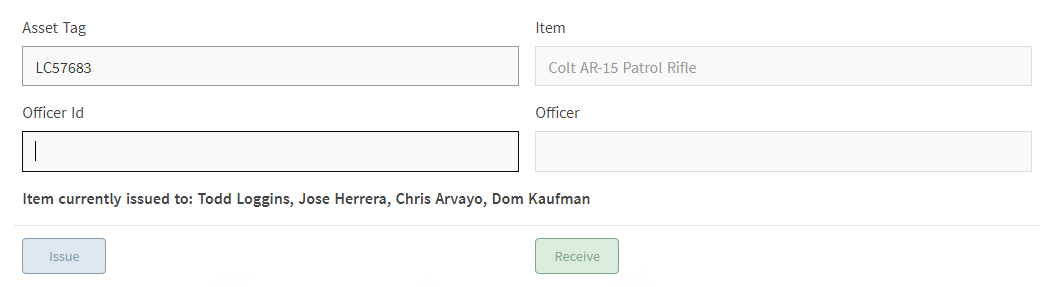 Asset Tag
Item
LC57683
Colt AR-15 Patrol Rifle
Officer Id
Officer
Item currently issued to: Todd Loggins, Jose Herrera, Chris Arvayo, Dom Kaufman
Issue
Receive